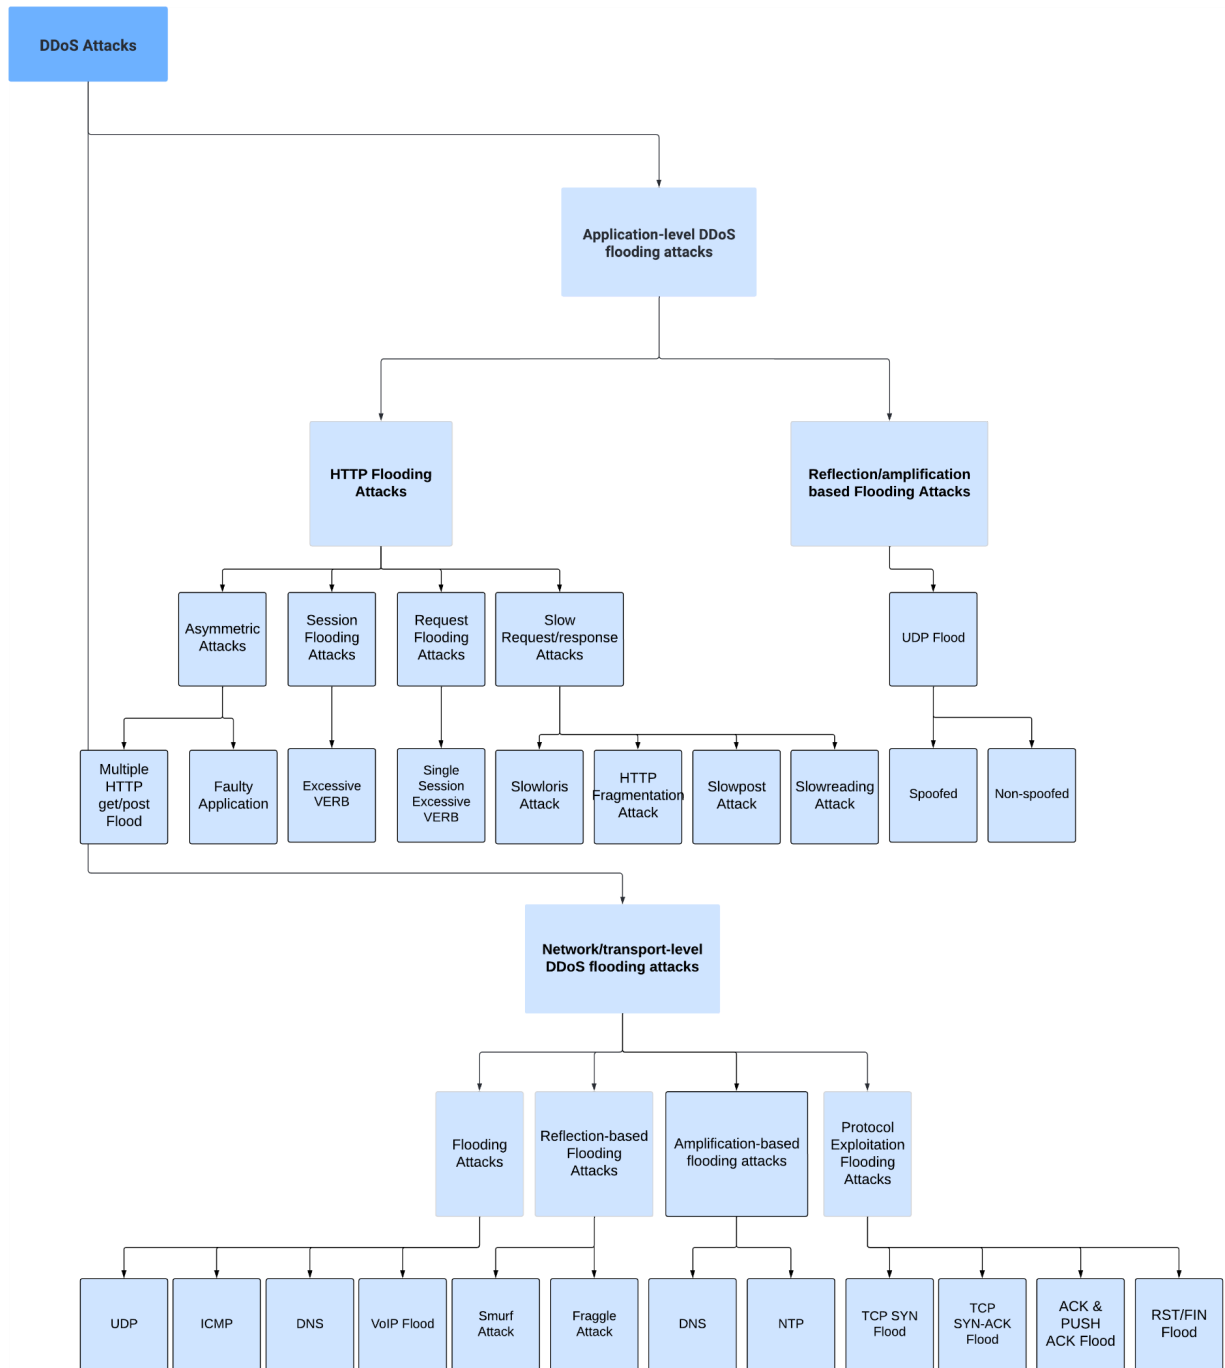 DDoS Attacks
Application-level DDoS
flooding attacks
HTTP Flooding
Attacks
Reflection/amplification
based Flooding Attacks
Asymmetric
Attacks
Session
Flooding
Attacks
Request
Flooding
Attacks
Slow
Request/response
Attacks
UDP Flood
Multiple
HTTP
get/post
Flood
Faulty
Application
Excessive
VERB
Single
Session
Excessive
VERB
Slowloris
Attack
HTTP
Fragmentation
Attack
Slowpost
Attack
Slowreading
Attack
Spoofed
Non-spoofed
Network/transport-level
DDoS flooding attacks
Flooding
Attacks
Reflection-based
Flooding
Attacks
Amplification-based
flooding attacks
Protocol
Exploitation
Flooding
Attacks
UDP
ICMP
DNS
VoIP Flood
Smurf
Attack
Fraggle
Attack
DNS
NTP
TCP SYN
Flood
TCP
SYN-ACK
Flood
ACK &
PUSH
ACK Flood
RST/FIN
Flood